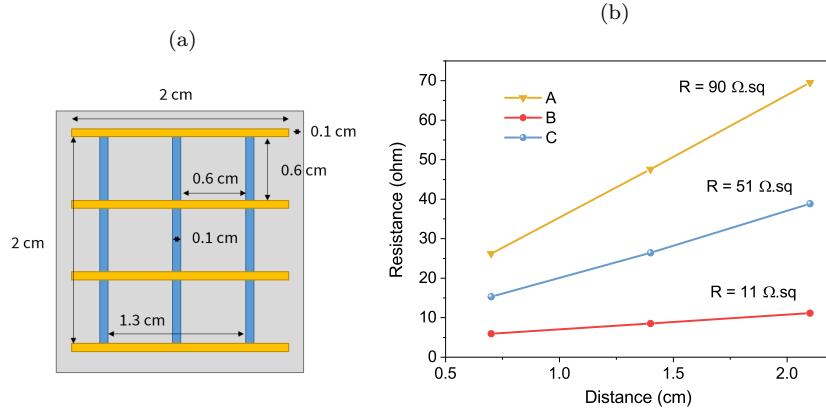 (a)
2 cm
0.1 cm
0.6 cm
0.6 cm
2 cm
0.1 cm
1.3 cm
(b)
Resistance (ohm)
70
60
50
40
30
20
10
0
A
B
C
R = 90 Ω.sq
R = 51 Ω.sq
R = 11 Ω.sq
0.5
1.0
1.5
2.0
Distance (cm)